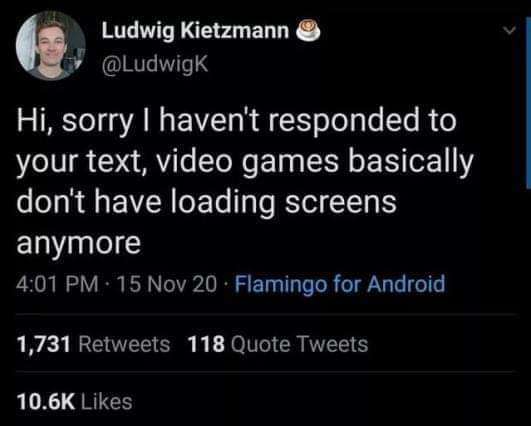 Ludwig Kietzmann
@LudwigK
Hi, sorry I haven't responded to
your text, video games basically
don't have loading screens
anymore
4:01 PM · 15 Nov 20 · Flamingo for Android
1,731 Retweets 118 Quote Tweets
10.6K Likes